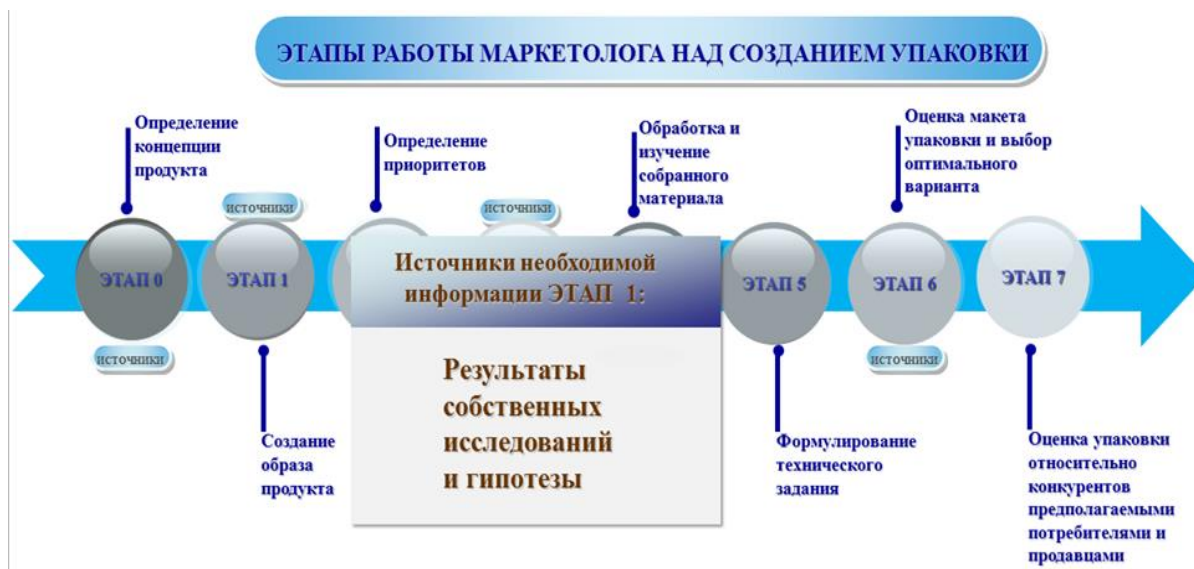 ЭТАПЫ РАБОТЫ МАРКЕТОЛОГА НАД СОЗДАНИЕМ УПАКОВКИ
Определение
концепции
продукта
Определение
приоритетов
Обработка и
изучение
собранного
материала
Оценка макета
упаковки и выбор
оптимального
варианта
источники
источники
ЭТАП 0
ЭТАП 1
Источники необходимой
информации ЭТАП 1:
Результаты
собственных
исследований
и гипотезы
ЭТАП 5
ЭТАП 6
ЭТАП 7
источники
источники
Создание
образа
продукта
Формулирование
технического
задания
Оценка упаковки
относительно
конкурентов
предполагаемыми
потребителями и
продавцами